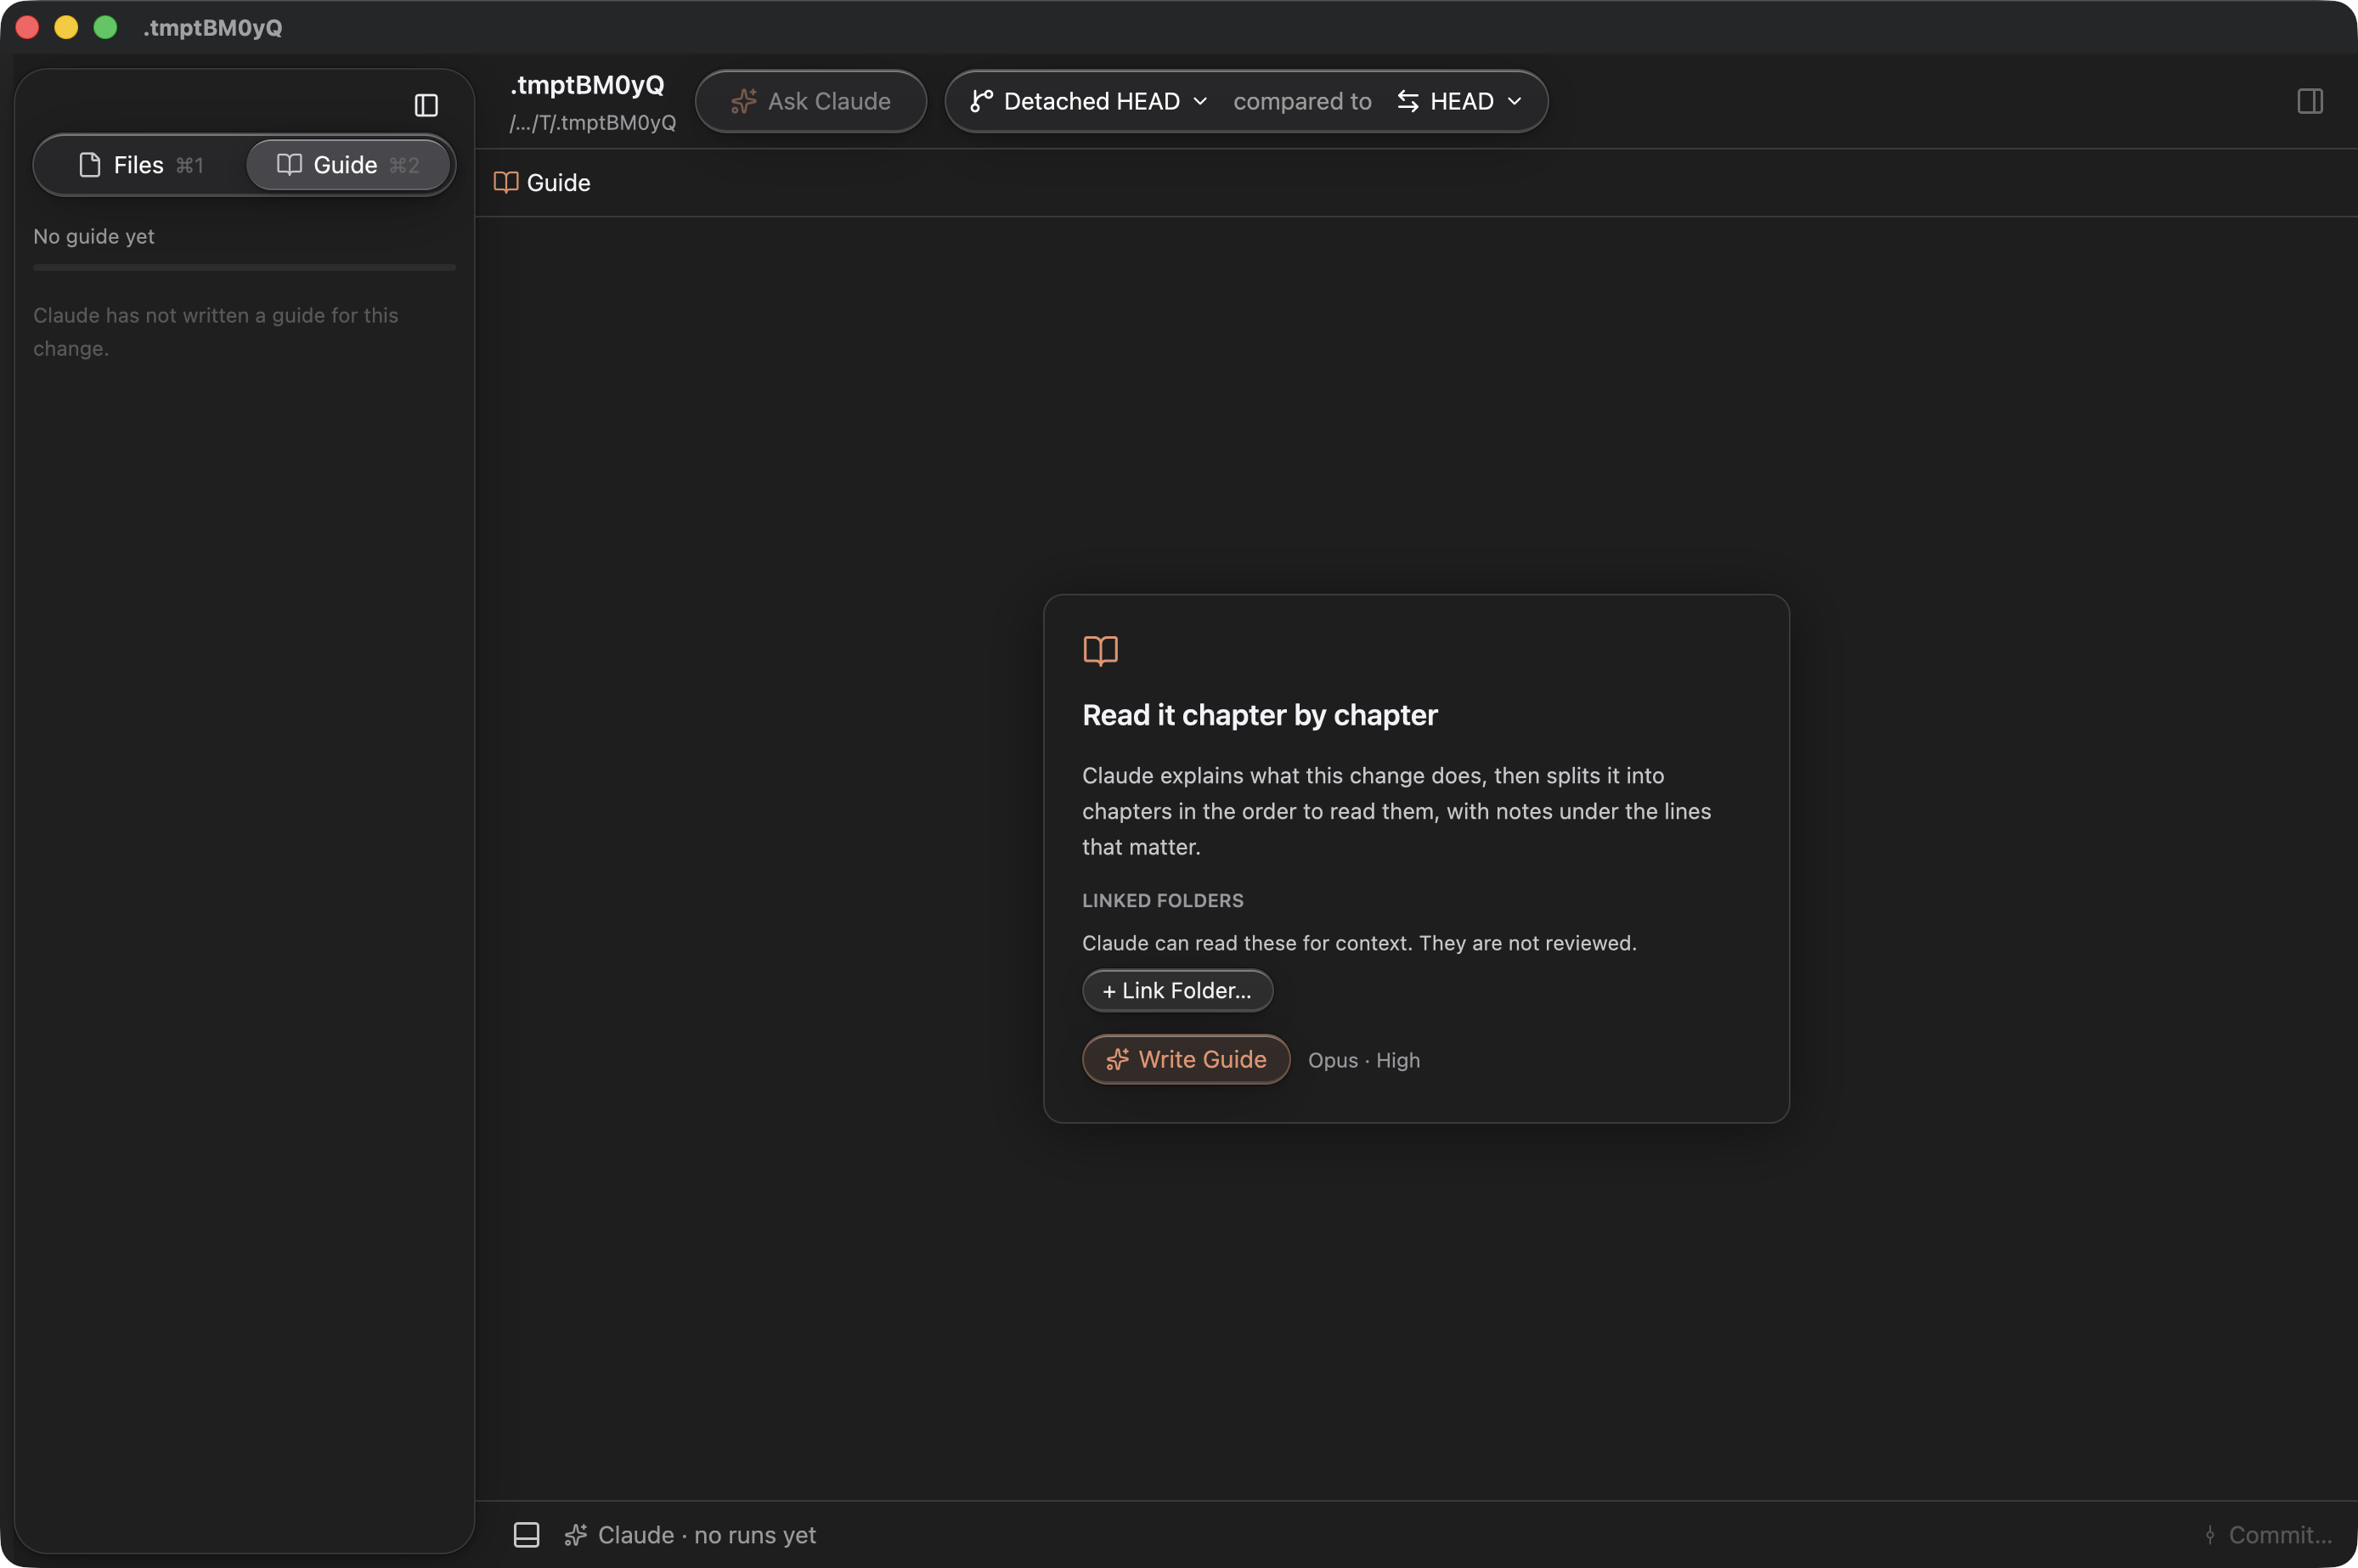 .tmptBM0yQ
Files ⌘1
Guide ⌘2
No guide yet
Claude has not written a guide for this
change.
.tmptBM0yQ
/.../T/.tmptBM0yQ
Ask Claude
Detached HEAD compared to HEAD
Guide
Read it chapter by chapter
Claude explains what this change does, then splits it into
chapters in the order to read them, with notes under the lines
that matter.
LINKED FOLDERS
Claude can read these for context. They are not reviewed.
+ Link Folder...
Write Guide
Opus · High
Claude · no runs yet
Commit...